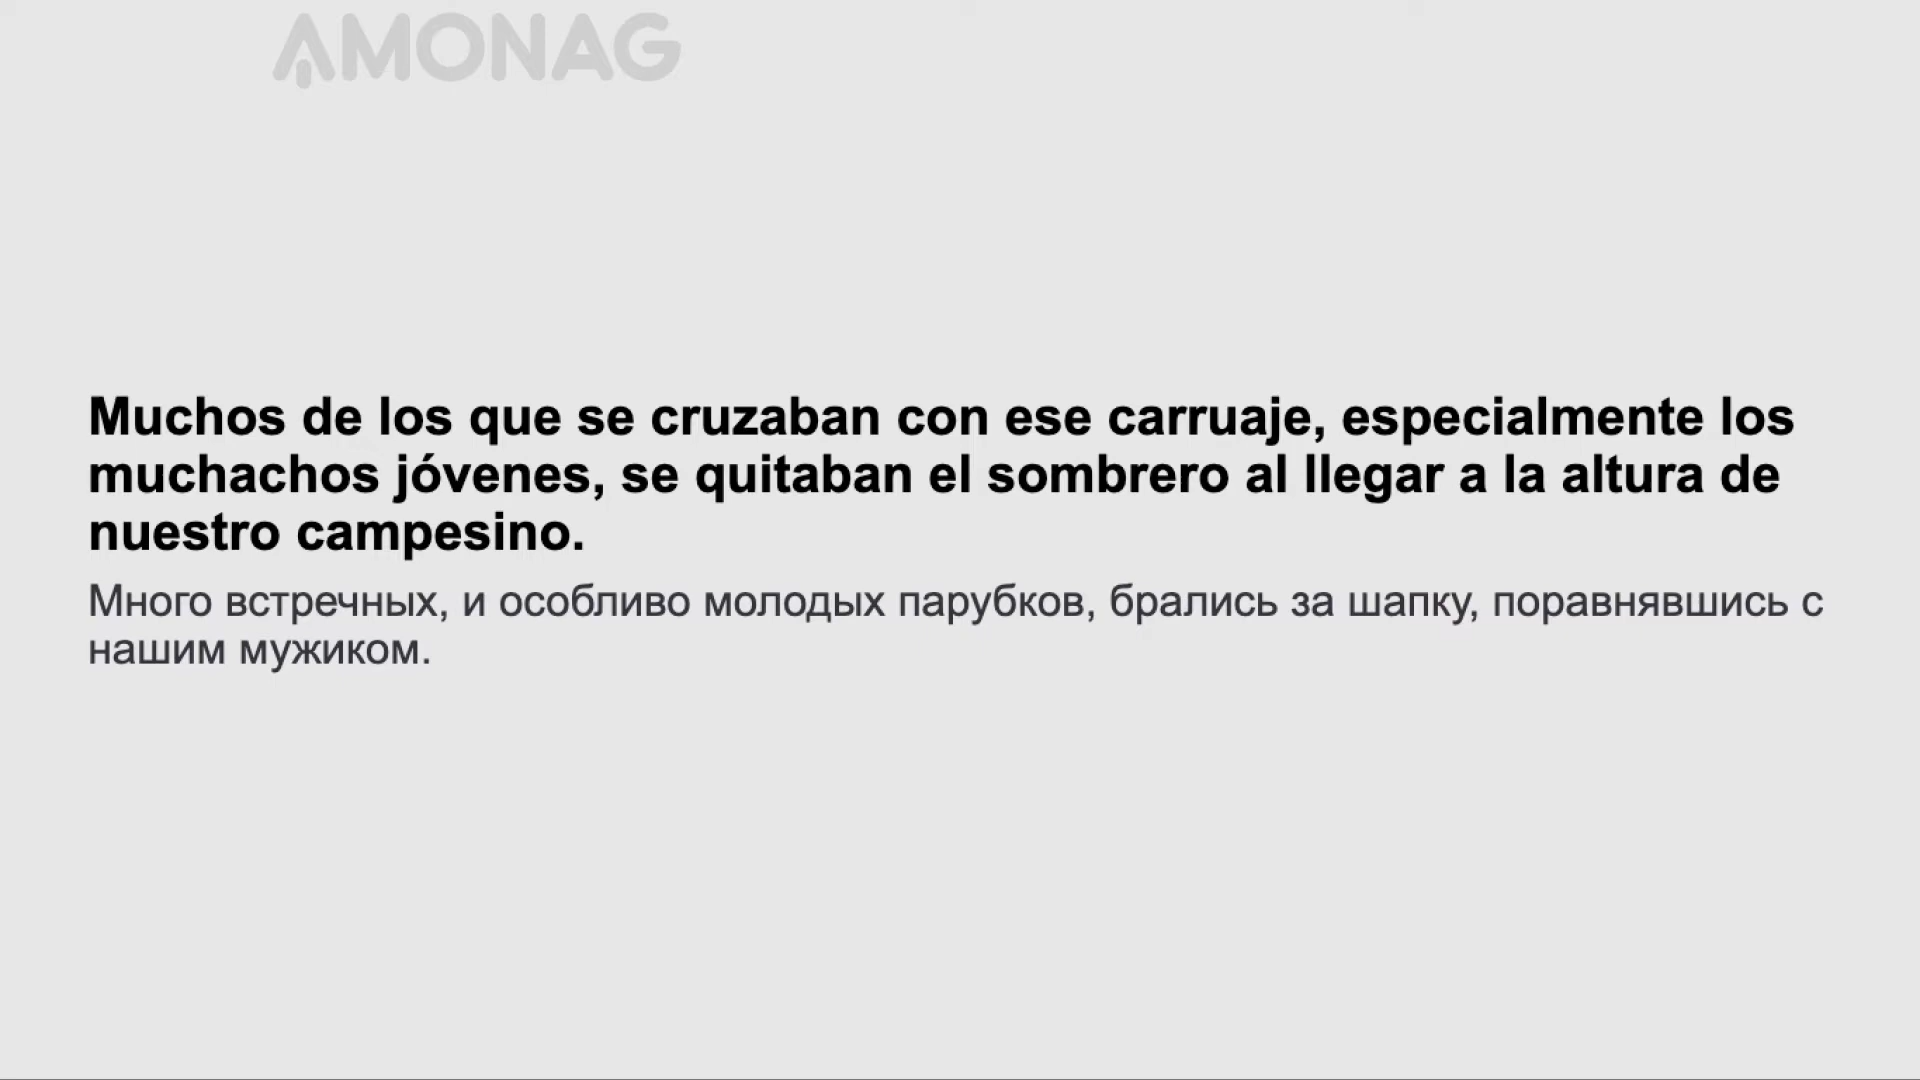 AMONAG
Muchos de los que se cruzaban con ese carruaje, especialmente los
muchachos jóvenes, se quitaban el sombrero al llegar a la altura de
nuestro campesino.
Много встречных, и особливо молодых парубков, брались за шапку, поравнявшись с
нашим мужиком.